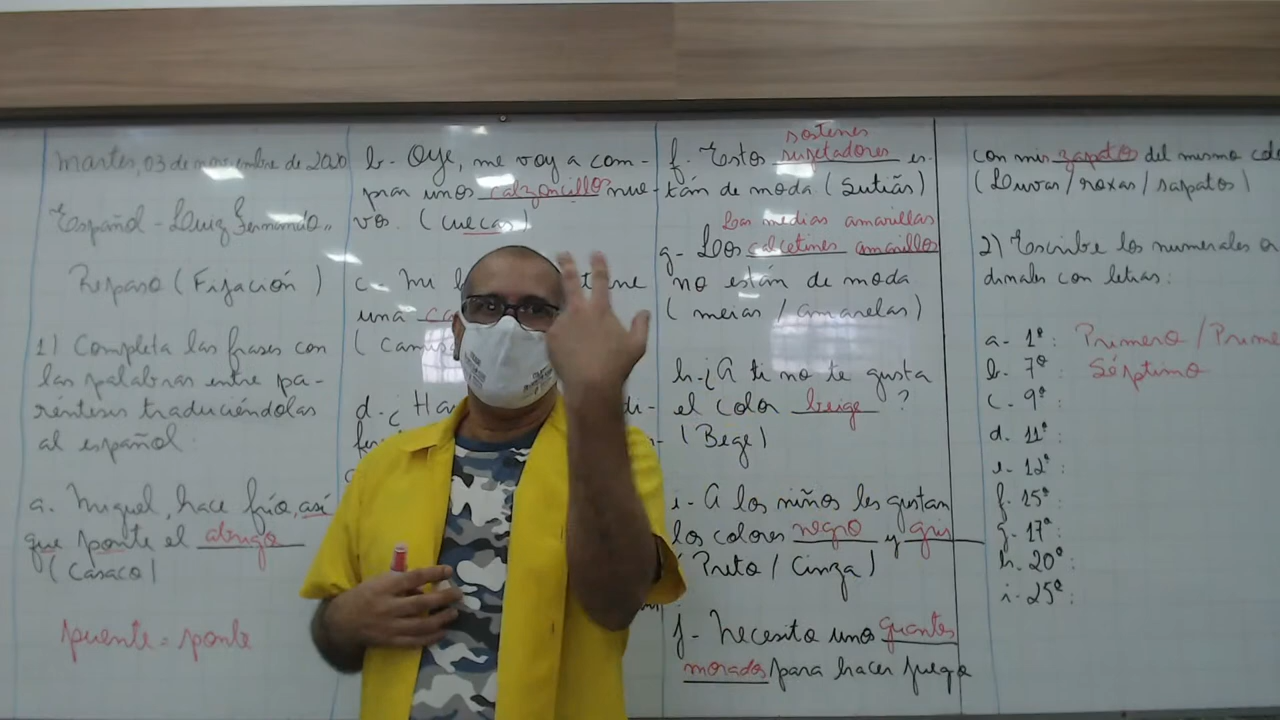 Martes, 03 de noviembre de 2020
Español - Luiz Fernando
Repaso (Fijación)
1) Completa las frases con
las palabras entre pa-
réntesis traduciéndolas
al español:
a. Miguel, hace frío, así
que ponte el abrigo
(Casaco)
puente = ponte
b- Oye, me voy a com-
prar unos calzoncillos nue-
vos. (cuecas)
c.
una
d. ¿
sostenes
f. Estos sujetadores es-
tán de moda (Sutiãs)
Las medias amarillas
g- Los calcetines amarillos
no están de moda
(meias / amarelas)
h- ¿A ti no te gusta
el color beige ?
(Bege)
i- A los niños les gustan
los colores negro y gris
(Preto / Cinza)
j- Necesito unos guantes
morados para hacer juego
con mis zapatos del mismo
(Luvas/roxas/sapatos)
2) Escribe los numerales or
dinales con letras:
a- 1º: Primero /
b- 7º Séptimo
c- 9º:
d. 11º:
e- 12º:
f. 15º:
g. 17º:
h. 20º:
i. 25º: